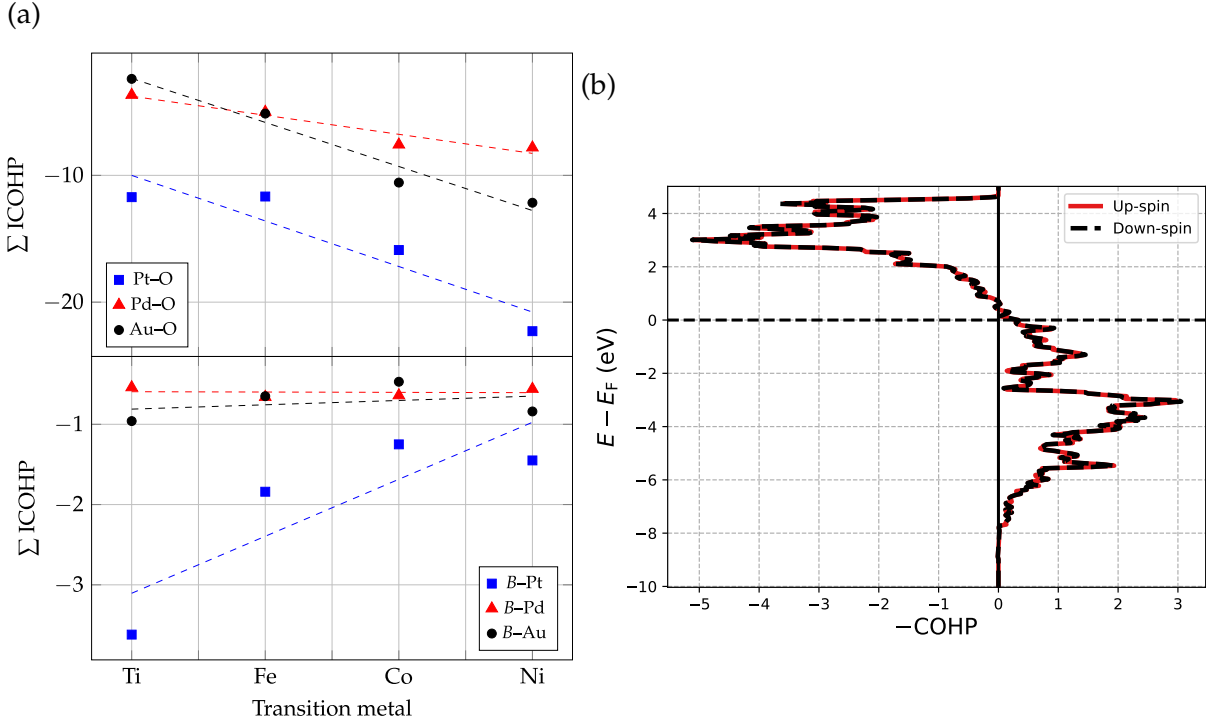 (a)
∑ ICOHP
−10
−20
Pt–O
Pd–O
Au–O
∑ ICOHP
−1
−2
−3
B–Pt
B–Pd
B–Au
Ti Fe Co Ni
Transition metal
(b)
E − E_F (eV)
4
2
0
−2
−4
−6
−8
−10
Up-spin
Down-spin
−5 −4 −3 −2 −1 0 1 2 3
−COHP